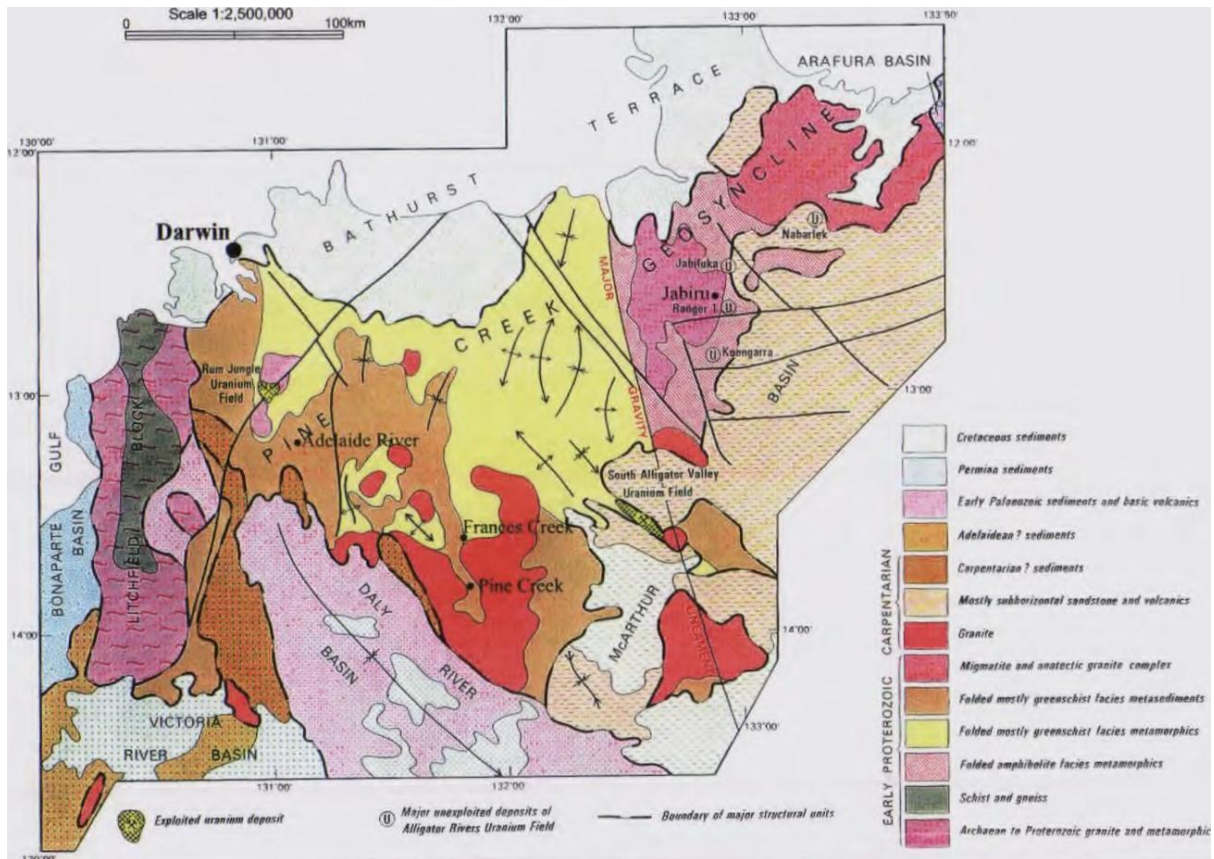 Scale 1:2,500,000
0 100km
132°00' 133°00' 133°50'
ARAFURA BASIN
TERRACE
130°00' 131°00'
12°00' 12°00'
GEOSYNCLINE
BATHURST
Darwin
Nabarlek
U
Jabiluka U
MAJOR
Jabiru
Ranger 1 U
CREEK
U Koongarra
Rum Jungle
Uranium
Field
BASIN
13°00' 13°00'
GRAVITY
PINE
Adelaide River
BLOCK
GULF
South Alligator Valley
Uranium Field
Frances Creek
BASIN
BONAPARTE
LITCHFIELD
Pine Creek
DALY
RIVER
BASIN
McARTHUR
LINEAMENT
14°00' 14°00'
VICTORIA
RIVER BASIN
133°00'
131°00' 132°00'
Exploited uranium deposit
U Major unexploited deposits of
Alligator Rivers Uranium Field
Boundary of major structural units
Cretaceous sediments
Permina sediments
Early Palaeozoic sediments and basic volcanics
Adelaidean? sediments
Carpentarian? sediments
Mostly subhorizontal sandstone and volcanics
Granite
Migmatite and anatectic granite complex
Folded mostly greenschist facies metasediments
Folded mostly greenschist facies metamorphics
Folded amphibolite facies metamorphics
Schist and gneiss
Archaean to Proterozoic granite and metamorphic
CARPENTARIAN
EARLY PROTEROZOIC